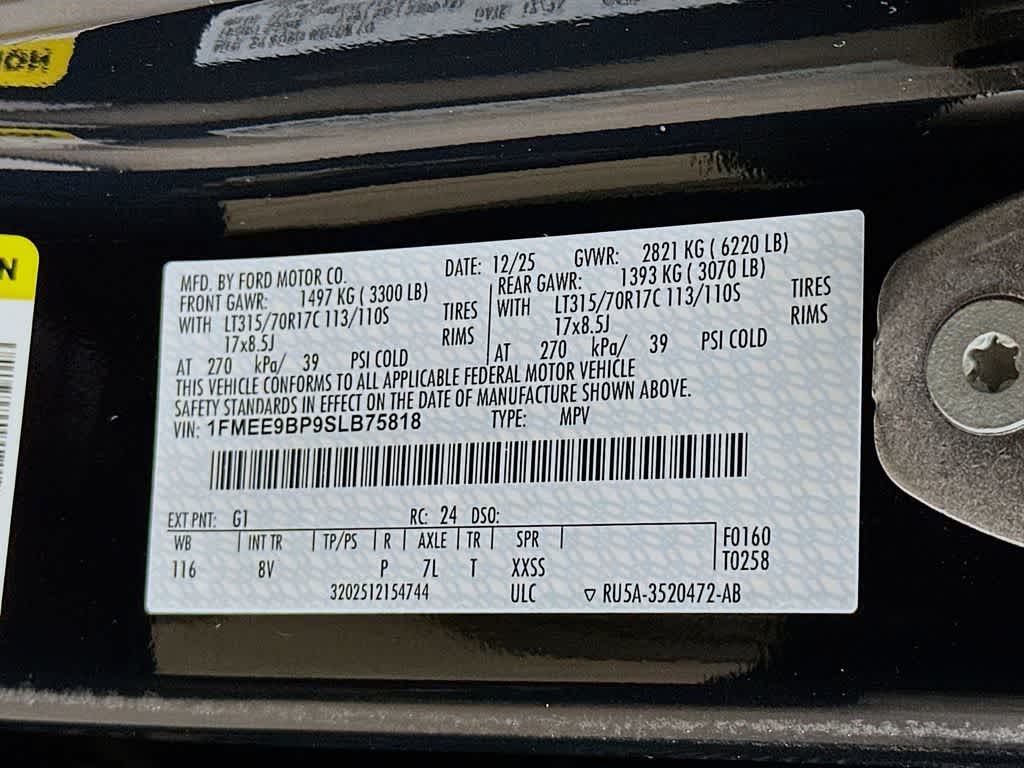 MFD. BY FORD MOTOR CO. DATE: 12/25 GVWR: 2821 KG ( 6220 LB)
FRONT GAWR: 1497 KG ( 3300 LB) REAR GAWR: 1393 KG ( 3070 LB)
WITH LT315/70R17C 113/110S TIRES WITH LT315/70R17C 113/110S TIRES
17x8.5J RIMS 17x8.5J RIMS
AT 270 kPa/ 39 PSI COLD AT 270 kPa/ 39 PSI COLD
THIS VEHICLE CONFORMS TO ALL APPLICABLE FEDERAL MOTOR VEHICLE
SAFETY STANDARDS IN EFFECT ON THE DATE OF MANUFACTURE SHOWN ABOVE.
VIN: 1FMEE9BP9SLB75818 TYPE: MPV
EXT PNT: G1 RC: 24 DSO:
WB INT TR TP/PS R AXLE TR SPR F0160
116 8V P 7L T XXSS T0258
3202512154744 ULC ▽ RU5A-3520472-AB